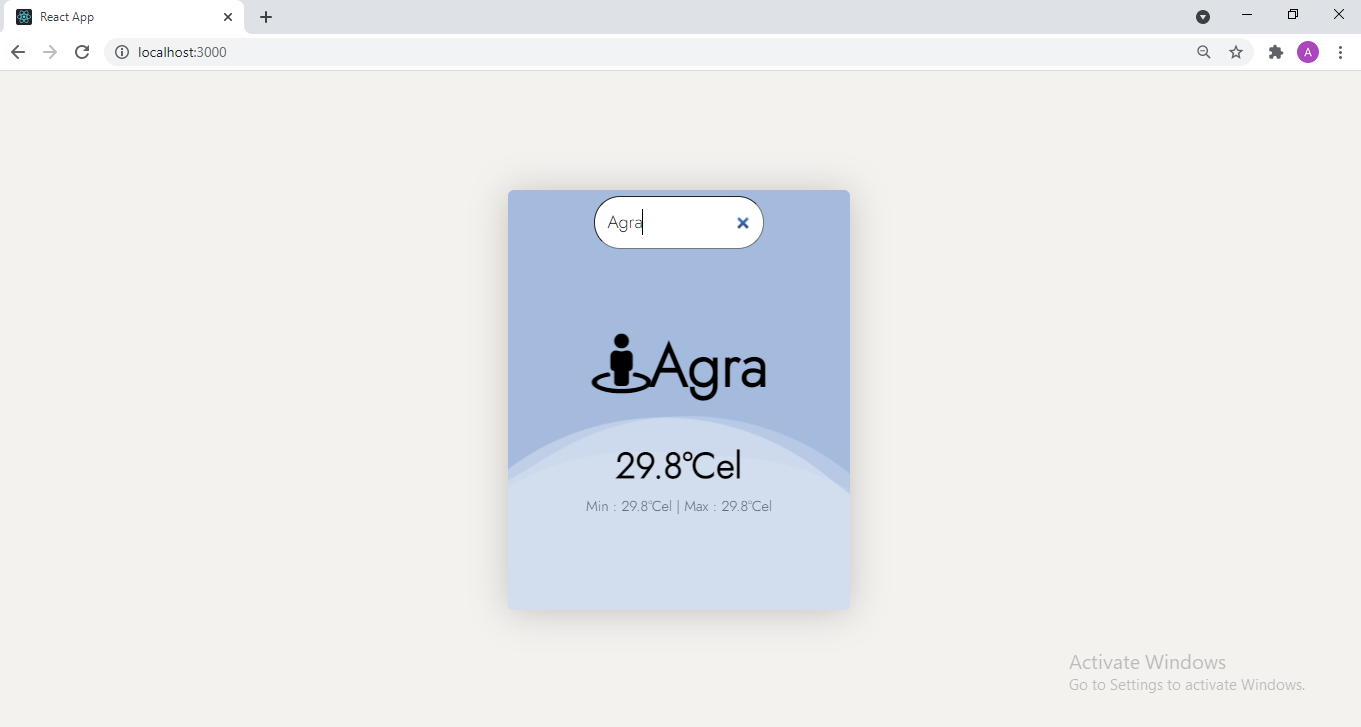 React App
localhost:3000
A
Agra
Agra
29.8°Cel
Min : 29.8°Cel | Max : 29.8°Cel
Activate Windows
Go to Settings to activate Windows.